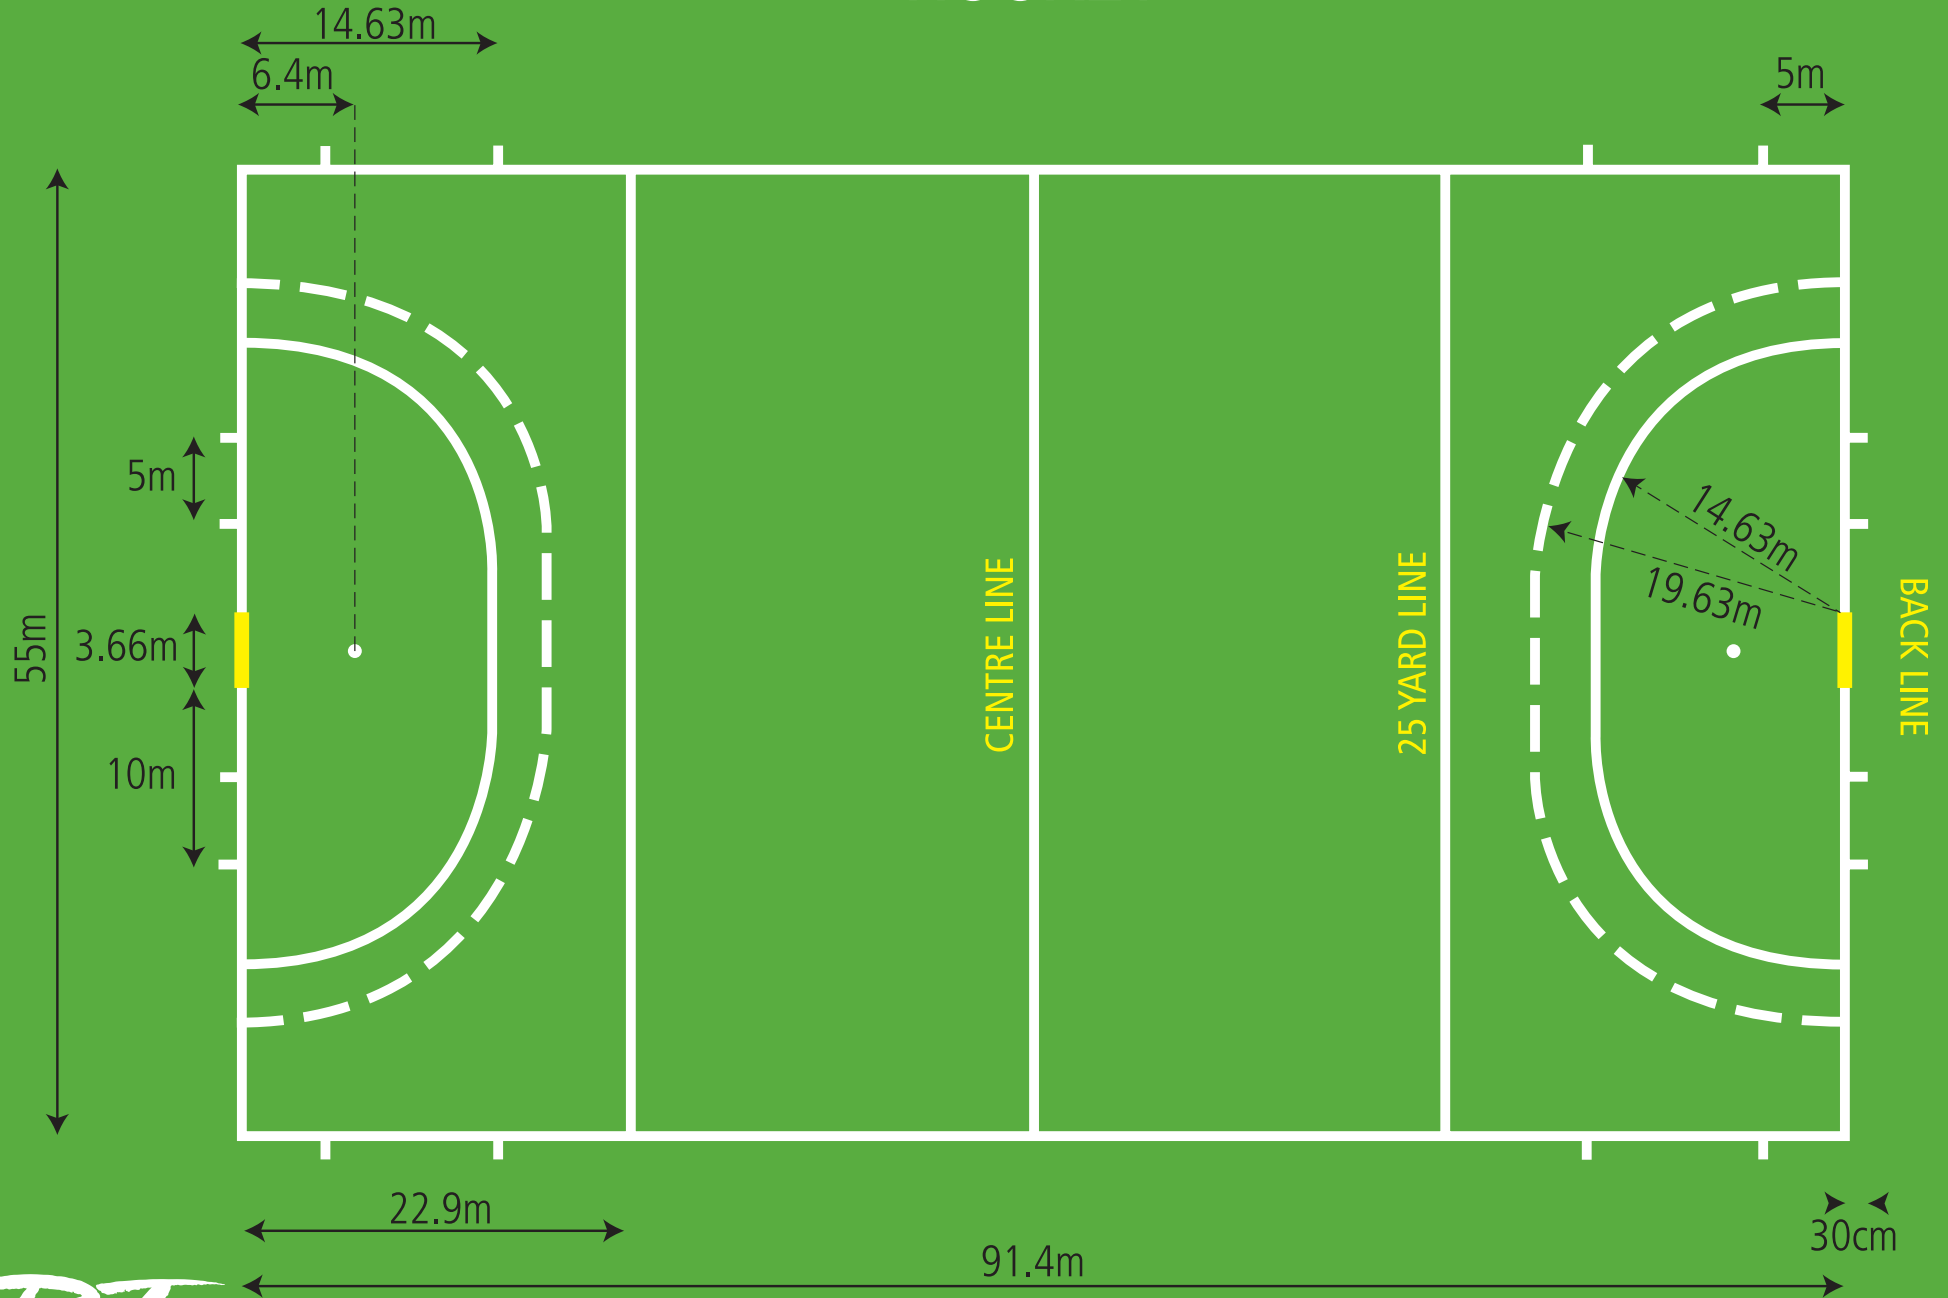 14.63m
6.4m
5m
5m
14.63m
19.63m
55m
3.66m
CENTRE LINE
25 YARD LINE
BACK LINE
10m
22.9m
30cm
91.4m